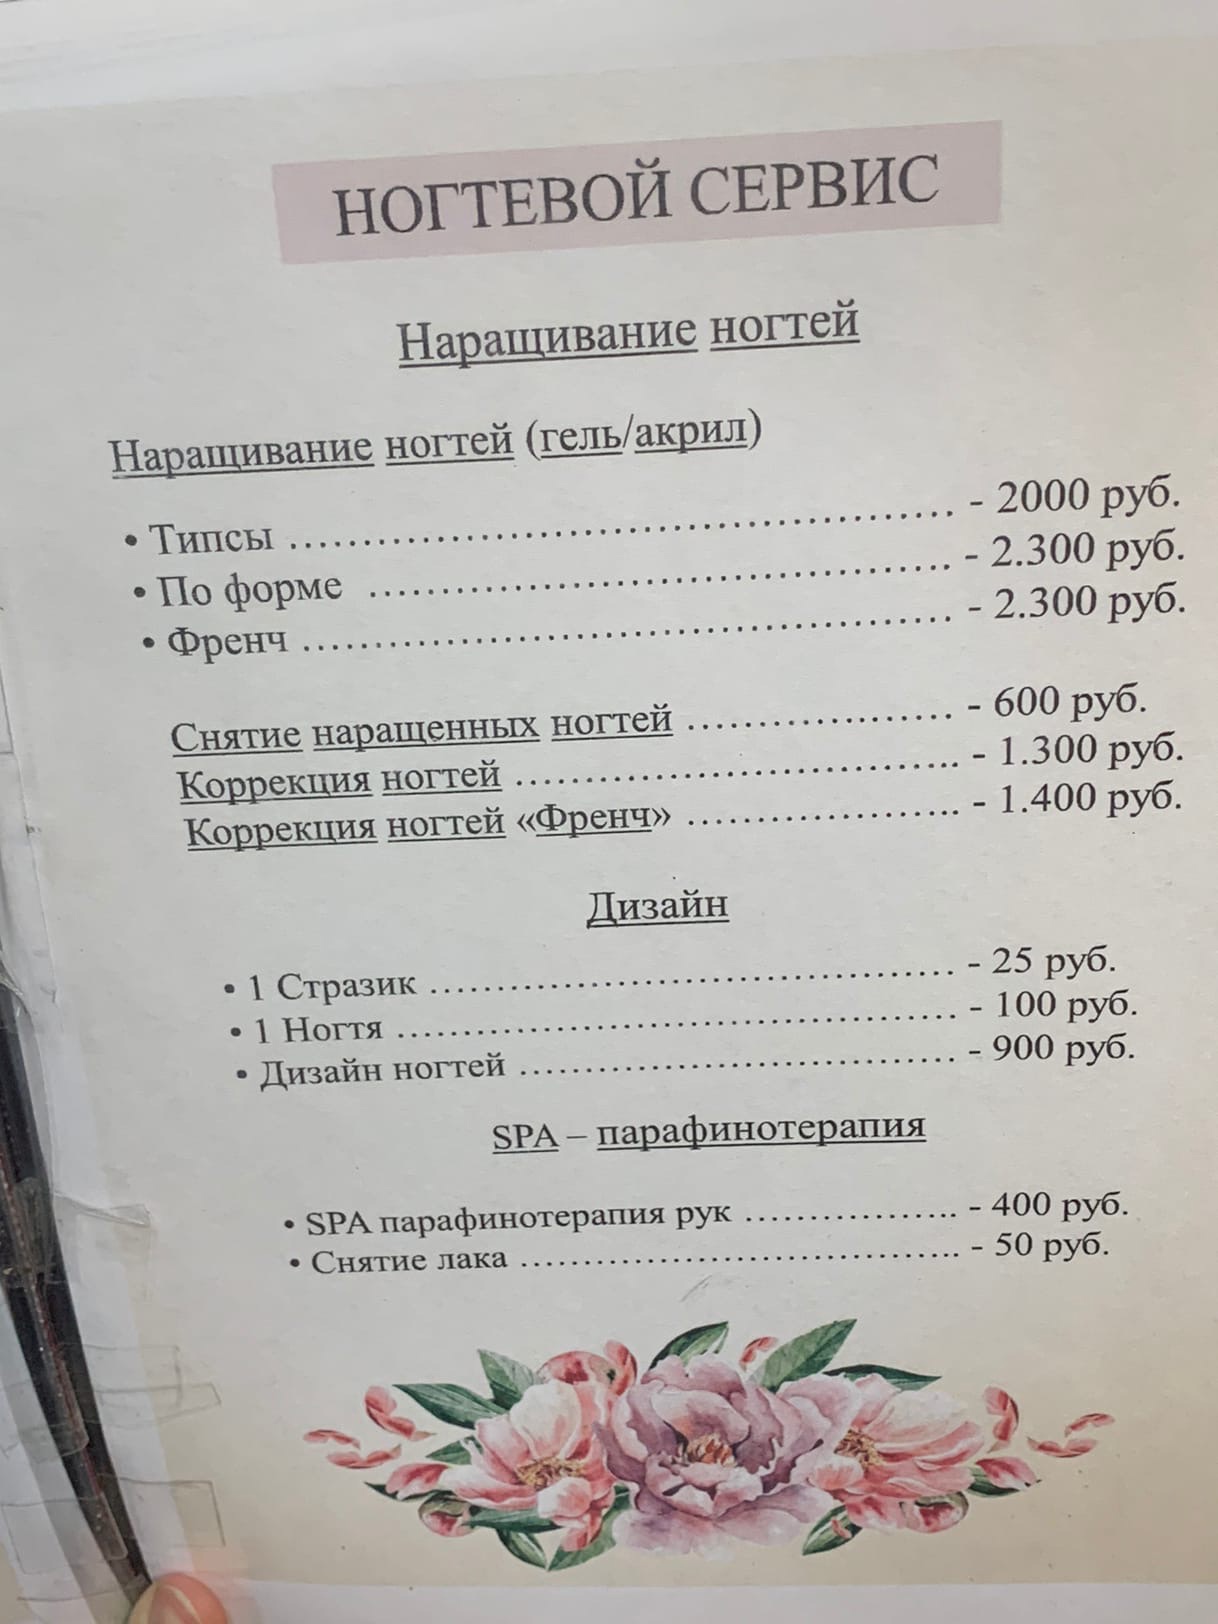 НОГТЕВОЙ СЕРВИС
Наращивание ногтей
Наращивание ногтей (гель/акрил)
• Типсы ........................................ - 2000 руб.
• По форме ........................................ - 2.300 руб.
• Френч ........................................ - 2.300 руб.
Снятие наращенных ногтей ........................ - 600 руб.
Коррекция ногтей ........................................ - 1.300 руб.
Коррекция ногтей «Френч» ........................ - 1.400 руб.
Дизайн
• 1 Стразик ........................................ - 25 руб.
• 1 Ногтя ........................................ - 100 руб.
• Дизайн ногтей ........................................ - 900 руб.
SPA – парафинотерапия
• SPA парафинотерапия рук .................... - 400 руб.
• Снятие лака ........................................ - 50 руб.